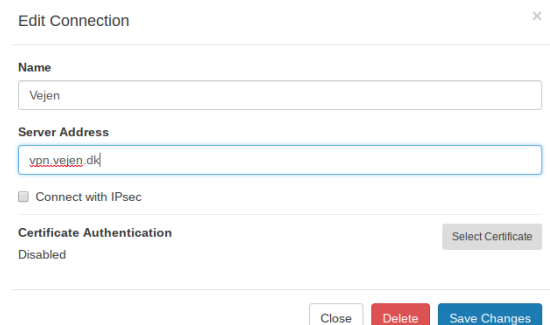 Edit Connection ×
Name
Vejen
Server Address
vpn.vejen.dk
Connect with IPsec
Certificate Authentication
Select Certificate
Disabled
Close Delete Save Changes